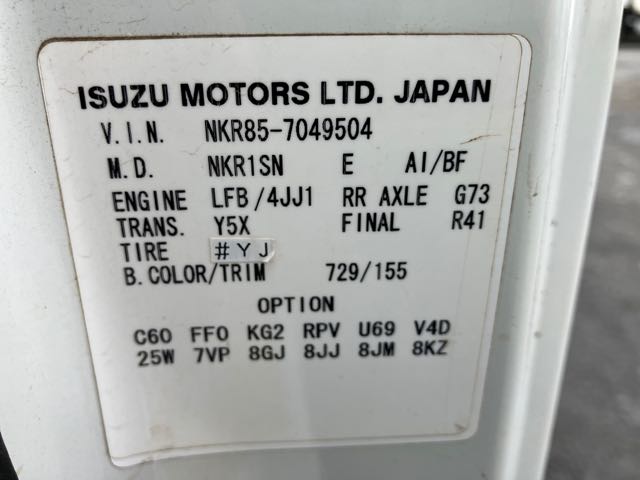 ISUZU MOTORS LTD. JAPAN
V.I.N. NKR85-7049504
M.D. NKR1SN E AI/BF
ENGINE LFB/4JJ1 RR AXLE G73
TRANS. Y5X FINAL R41
TIRE #YJ
B.COLOR/TRIM 729/155
OPTION
C60 FF0 KG2 RPV U69 V4D
25W 7VP 8GJ 8JJ 8JM 8KZ